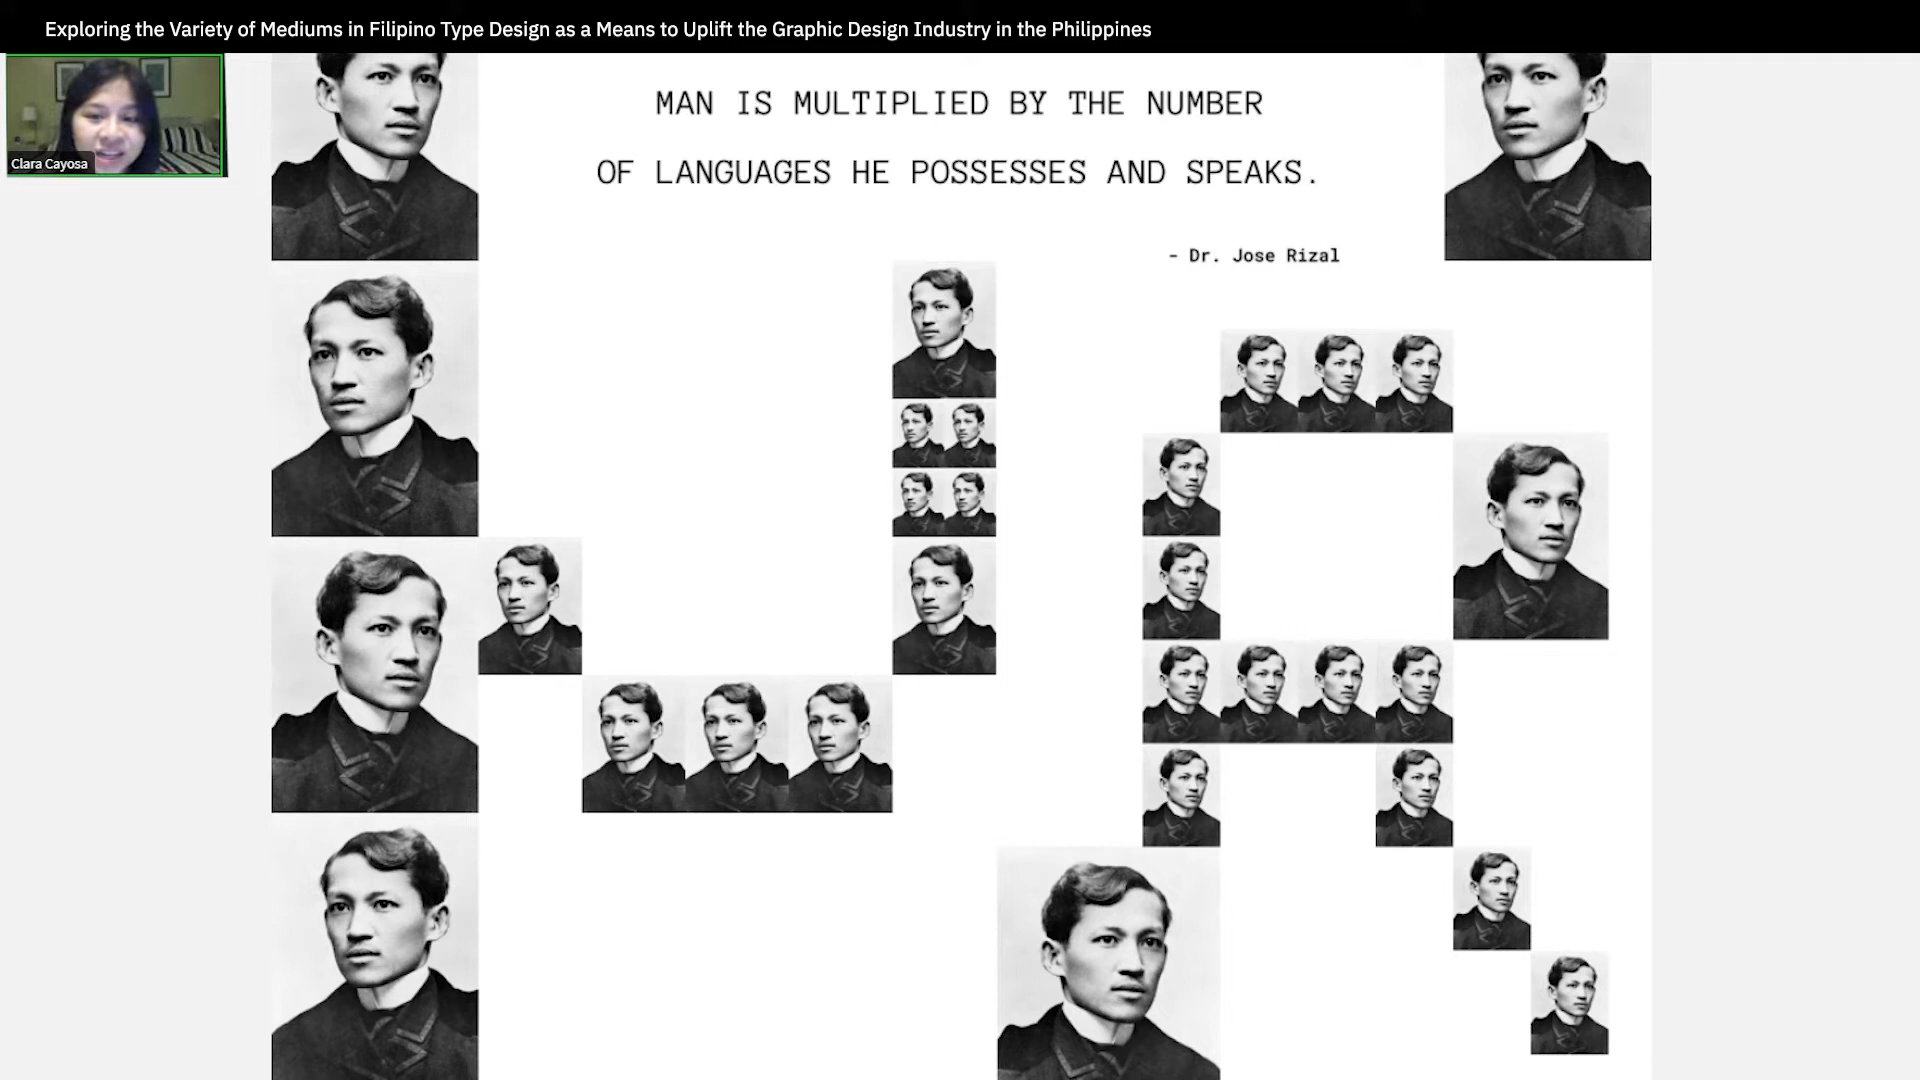 Exploring the Variety of Mediums in Filipino Type Design as a Means to Uplift the Graphic Design Industry in the Philippines
Clara Cayosa
MAN IS MULTIPLIED BY THE NUMBER
OF LANGUAGES HE POSSESSES AND SPEAKS.
– Dr. Jose Rizal